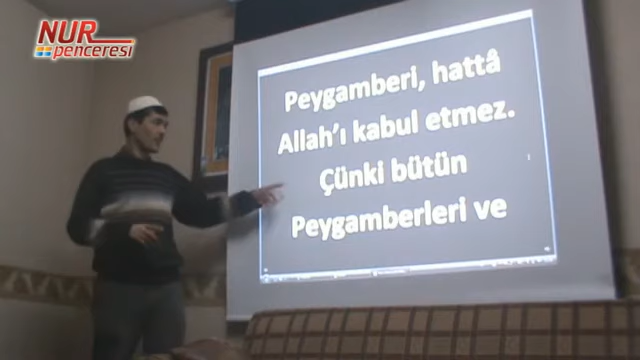 NUR
penceresi
Peygamberi, hattâ
Allah'ı kabul etmez.
Çünki bütün
Peygamberleri ve